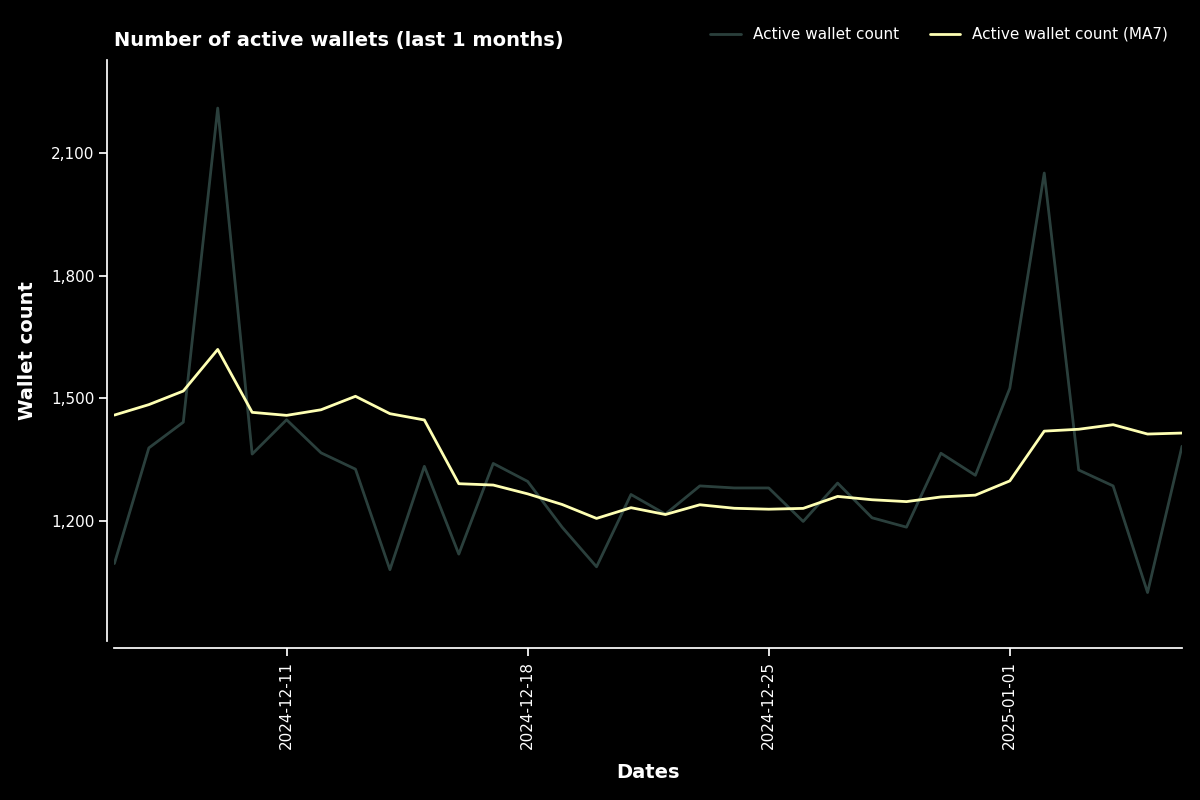 Number of active wallets (last 1 months)
Active wallet count
Active wallet count (MA7)
Wallet count
2,100
1,800
1,500
1,200
2024-12-11
2024-12-18
2024-12-25
2025-01-01
Dates